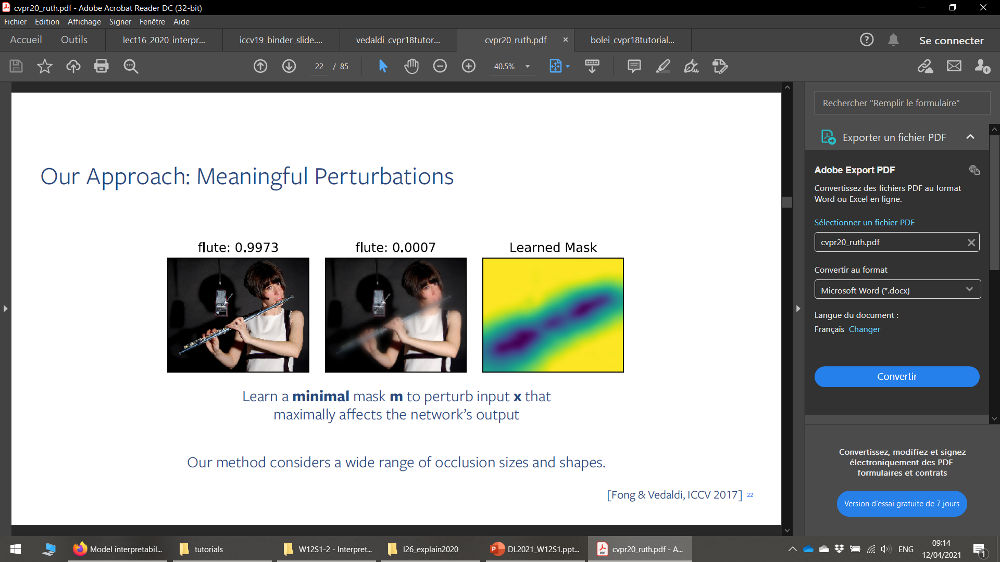 cvpr20_ruth.pdf - Adobe Acrobat Reader DC (32-bit)
Fichier Edition Affichage Signer Fenêtre Aide
Accueil Outils lect16_2020_interpr... iccv19_binder_slide.... vedaldi_cvpr18tutor... cvpr20_ruth.pdf × bolei_cvpr18tutorial... Se connecter
22 / 85 40.5%
Rechercher "Remplir le formulaire"
Exporter un fichier PDF
Adobe Export PDF
Convertissez des fichiers PDF au format
Word ou Excel en ligne.
Sélectionner un fichier PDF
cvpr20_ruth.pdf
Convertir au format
Microsoft Word (*.docx)
Langue du document :
Français Changer
Convertir
Convertissez, modifiez et signez
électroniquement des PDF
formulaires et contrats
Version d'essai gratuite de 7 jours
Our Approach: Meaningful Perturbations
flute: 0.9973 flute: 0.0007 Learned Mask
Learn a minimal mask m to perturb input x that
maximally affects the network's output
Our method considers a wide range of occlusion sizes and shapes.
[Fong & Vedaldi, ICCV 2017] 22
Model interpretabil... tutorials W12S1-2 - Interpret... l26_explain2020 DL2021_W12S1.ppt... cvpr20_ruth.pdf - A... ENG
09:14
12/04/2021
1